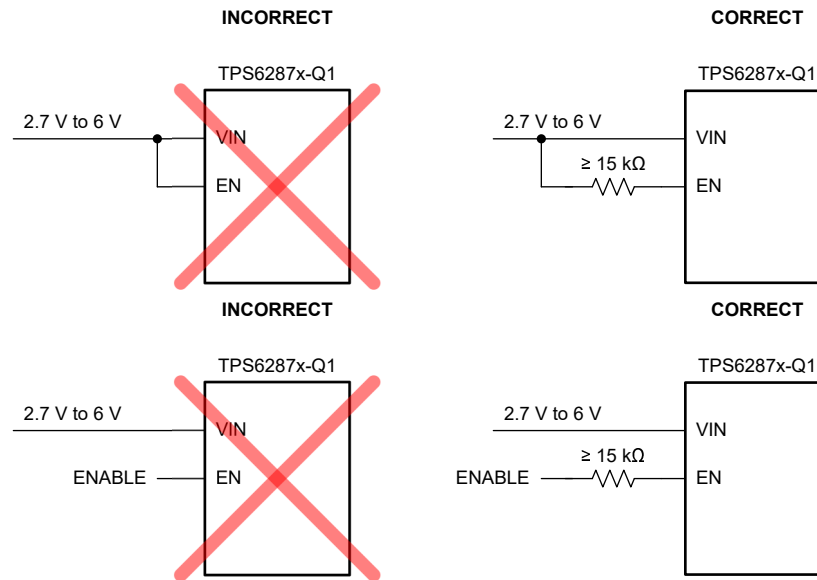 INCORRECT
TPS6287x-Q1
2.7 V to 6 V
VIN
EN
CORRECT
TPS6287x-Q1
2.7 V to 6 V
VIN
≥ 15 kΩ
EN
INCORRECT
TPS6287x-Q1
2.7 V to 6 V
VIN
ENABLE
EN
CORRECT
TPS6287x-Q1
2.7 V to 6 V
VIN
≥ 15 kΩ
ENABLE
EN